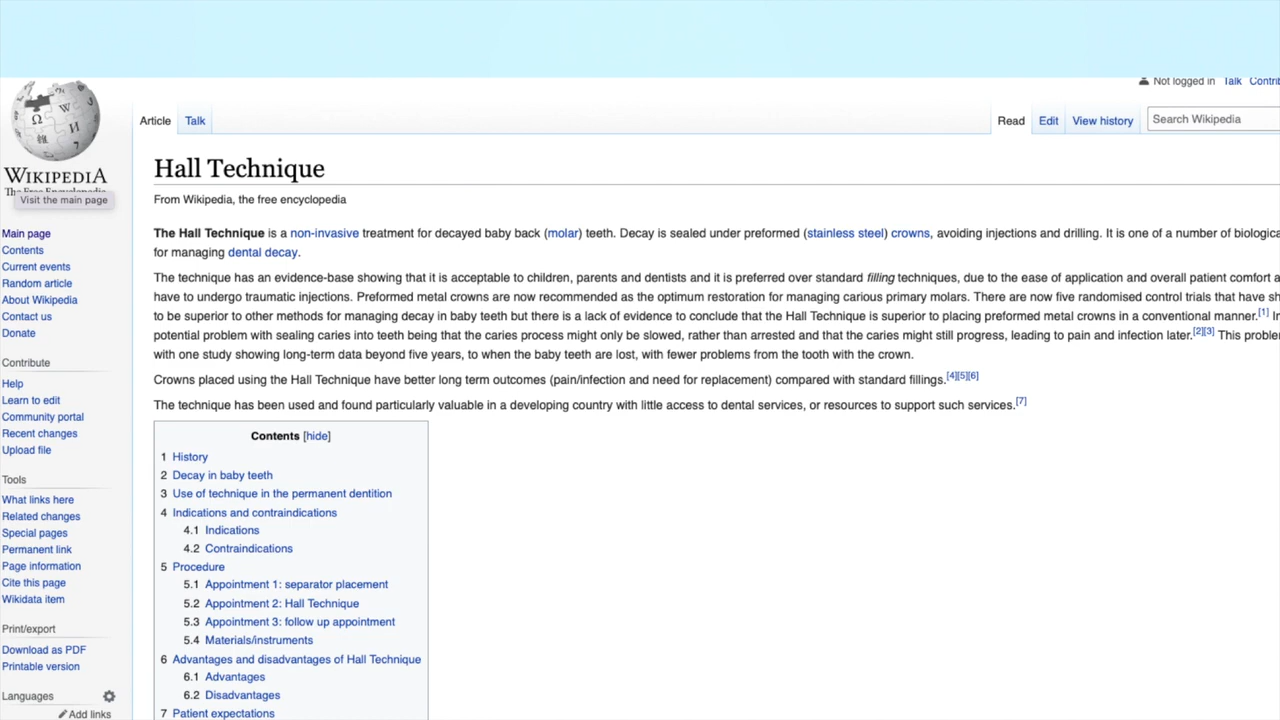 Not logged in Talk
Article Talk Read Edit View history Search Wikipedia
WIKIPEDIA
The Free Encyclopedia
Visit the main page
Main page
Contents
Current events
Random article
About Wikipedia
Contact us
Donate
Contribute
Help
Learn to edit
Community portal
Recent changes
Upload file
Tools
What links here
Related changes
Special pages
Permanent link
Page information
Cite this page
Wikidata item
Print/export
Download as PDF
Printable version
Languages
Add links
Hall Technique
From Wikipedia, the free encyclopedia
The Hall Technique is a non-invasive treatment for decayed baby back (molar) teeth. Decay is sealed under preformed (stainless steel) crowns, avoiding injections and drilling. It is one of a number of
for managing dental decay.
The technique has an evidence-base showing that it is acceptable to children, parents and dentists and it is preferred over standard filling techniques, due to the ease of application and overall patient comfort
have to undergo traumatic injections. Preformed metal crowns are now recommended as the optimum restoration for managing carious primary molars. There are now five randomised control trials that have
to be superior to other methods for managing decay in baby teeth but there is a lack of evidence to conclude that the Hall Technique is superior to placing preformed metal crowns in a conventional manner.[1]
potential problem with sealing caries into teeth being that the caries process might only be slowed, rather than arrested and that the caries might still progress, leading to pain and infection later.[2][3] This
with one study showing long-term data beyond five years, to when the baby teeth are lost, with fewer problems from the tooth with the crown.
Crowns placed using the Hall Technique have better long term outcomes (pain/infection and need for replacement) compared with standard fillings.[4][5][6]
The technique has been used and found particularly valuable in a developing country with little access to dental services, or resources to support such services.[7]
Contents [hide]
1 History
2 Decay in baby teeth
3 Use of technique in the permanent dentition
4 Indications and contraindications
4.1 Indications
4.2 Contraindications
5 Procedure
5.1 Appointment 1: separator placement
5.2 Appointment 2: Hall Technique
5.3 Appointment 3: follow up appointment
5.4 Materials/instruments
6 Advantages and disadvantages of Hall Technique
6.1 Advantages
6.2 Disadvantages
7 Patient expectations